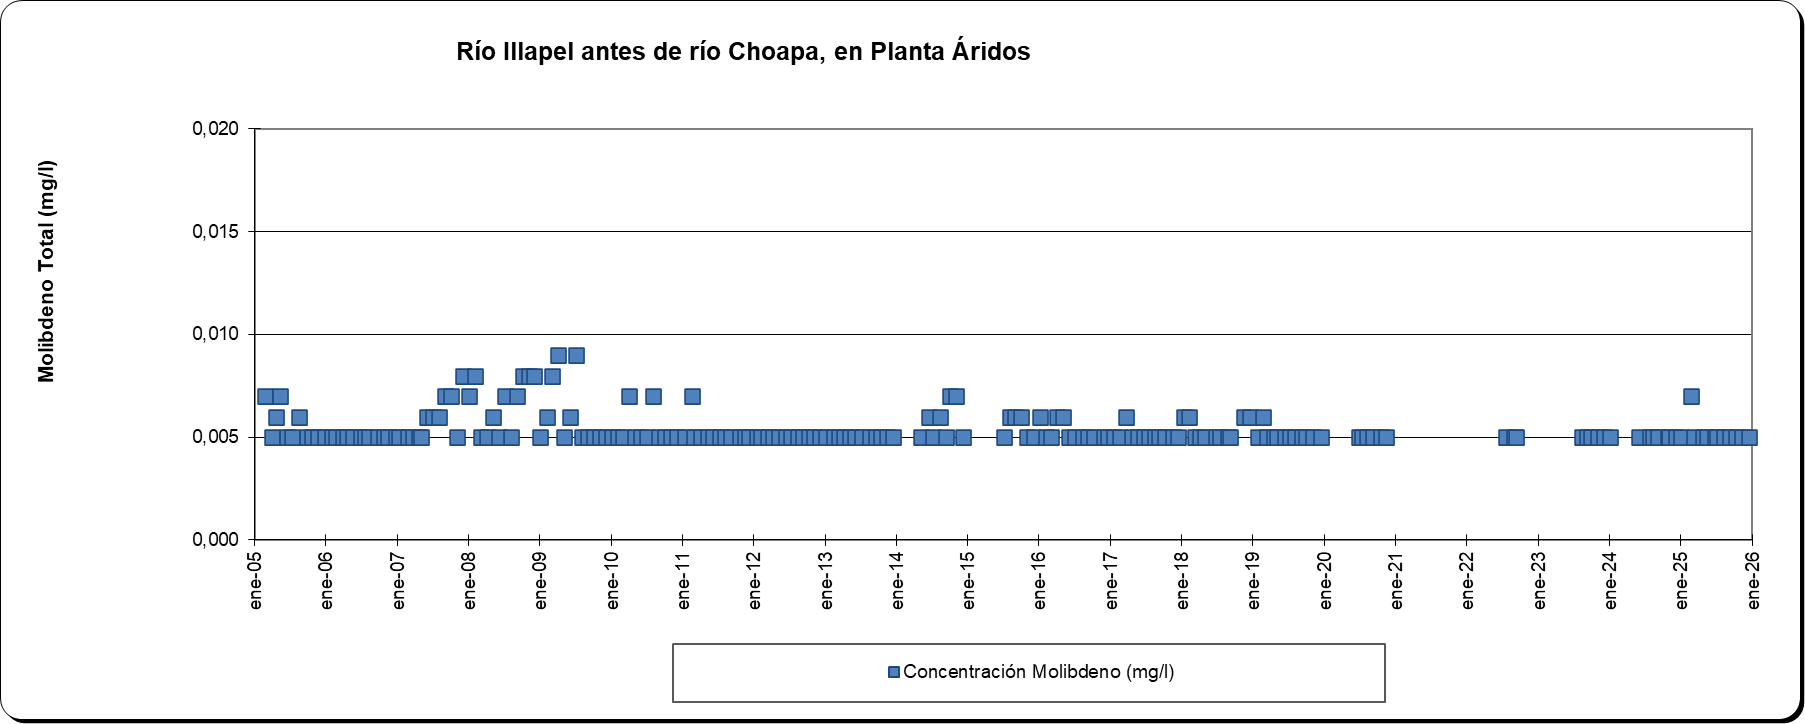 Río Illapel antes de río Choapa, en Planta Áridos
Molibdeno Total (mg/l)
0,020
0,015
0,010
0,005
0,000
ene-05
ene-06
ene-07
ene-08
ene-09
ene-10
ene-11
ene-12
ene-13
ene-14
ene-15
ene-16
ene-17
ene-18
ene-19
ene-20
ene-21
ene-22
ene-23
ene-24
ene-25
ene-26
Concentración Molibdeno (mg/l)